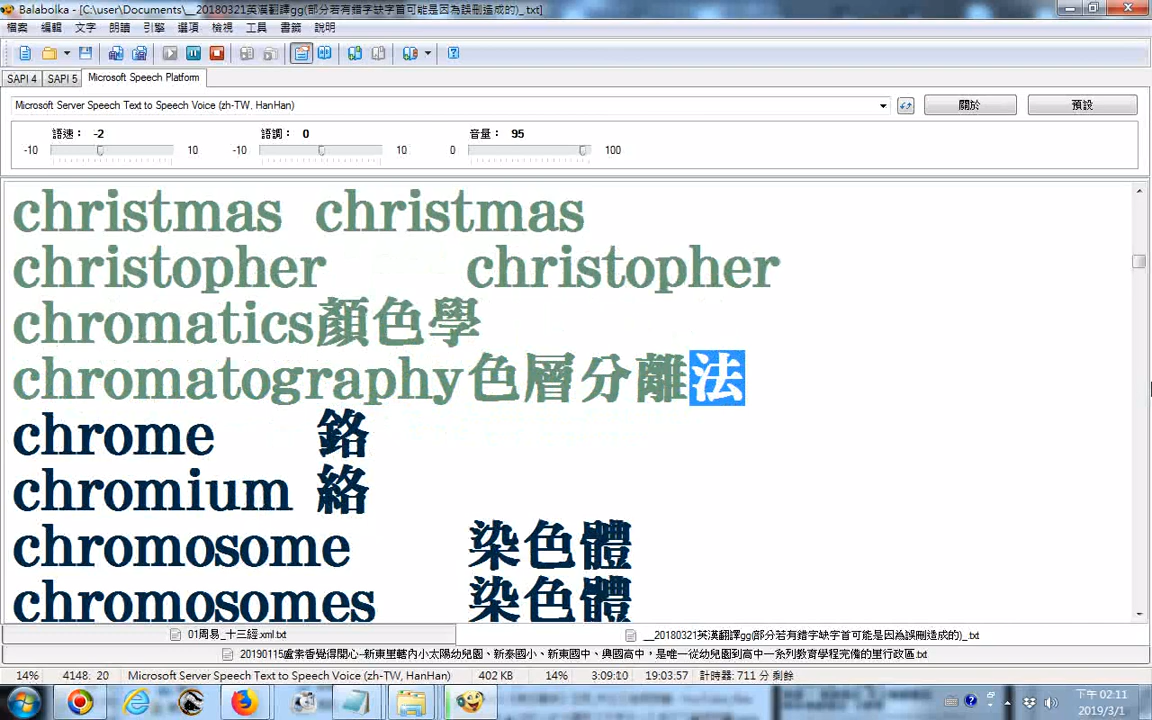 Balabolka - [C:\user\Documents\__20180321英漢翻譯gg(部分若有錯字缺字首可能是因為誤刪造成的)_.txt]
檔案 編輯 文字 朗讀 引擎 選項 檢視 工具 書籤 說明
SAPI 4 SAPI 5 Microsoft Speech Platform
Microsoft Server Speech Text to Speech Voice (zh-TW, HanHan) 關於 預設
語速： -2 語調： 0 音量： 95
-10 10 -10 10 0 100
christmas christmas
christopher christopher
chromatics顏色學
chromatography色層分離法
chrome 鉻
chromium 絡
chromosome 染色體
chromosomes 染色體
01周易_十三經.xml.txt __20180321英漢翻譯gg(部分若有錯字缺字首可能是因為誤刪造成的)_.txt
20190115盧素香覺得開心-新東里轄內小太陽幼兒園、新泰國小、新東國中、興國高中，是唯一從幼兒園到高中一系列教育學程完備的里行政區.txt
14% 4148: 20 Microsoft Server Speech Text to Speech Voice (zh-TW, HanHan) 402 KB 14% 3:09:10 19:03:57 計時器: 711 分 剩餘
下午 02:11
2019/3/1